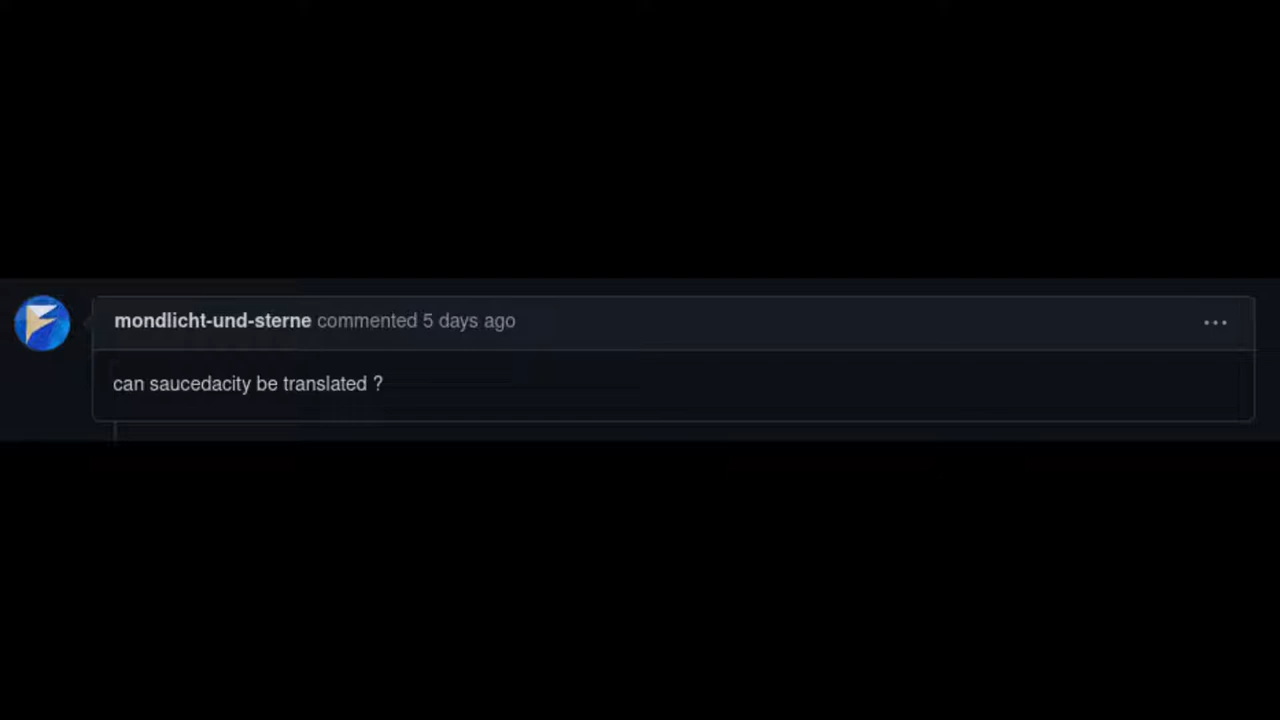 mondlicht-und-sterne commented 5 days ago
can saucedacity be translated ?